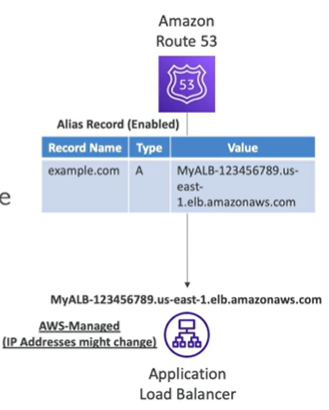 Amazon
Route 53
53
Alias Record (Enabled)
Record Name Type Value
example.com A MyALB-123456789.us-
east-
1.elb.amazonaws.com
e
MyALB-123456789.us-east-1.elb.amazonaws.com
AWS-Managed
(IP Addresses might change)
Application
Load Balancer